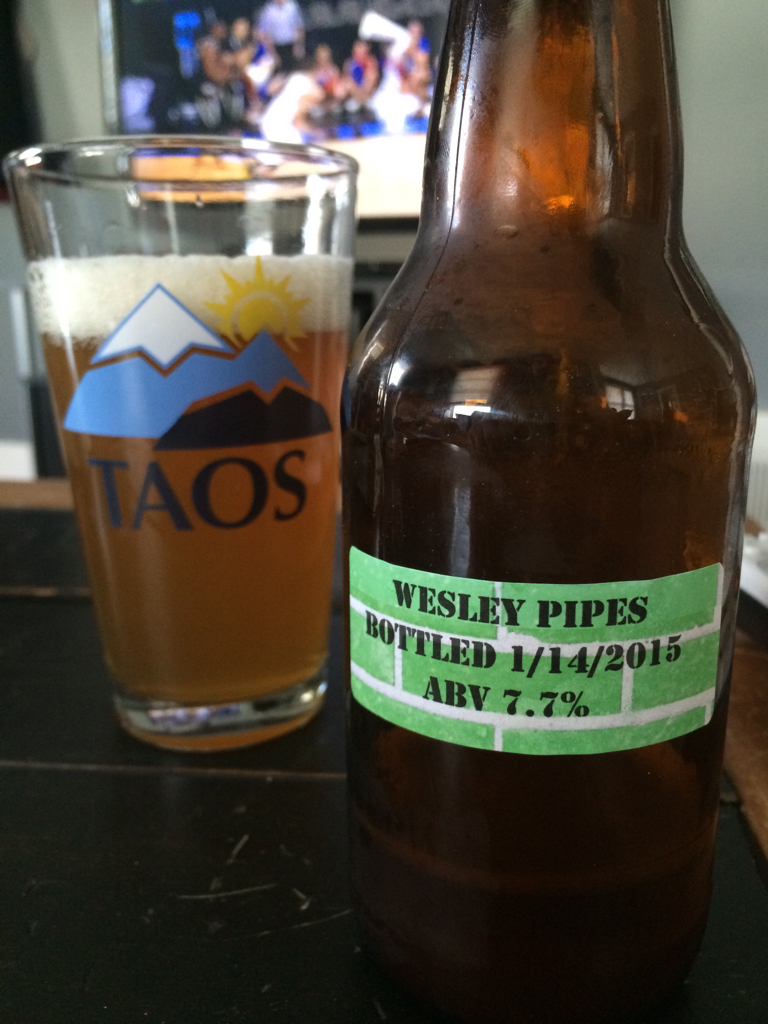 TAOS
WESLEY PIPES
BOTTLED 1/14/2015
ABV 7.7%